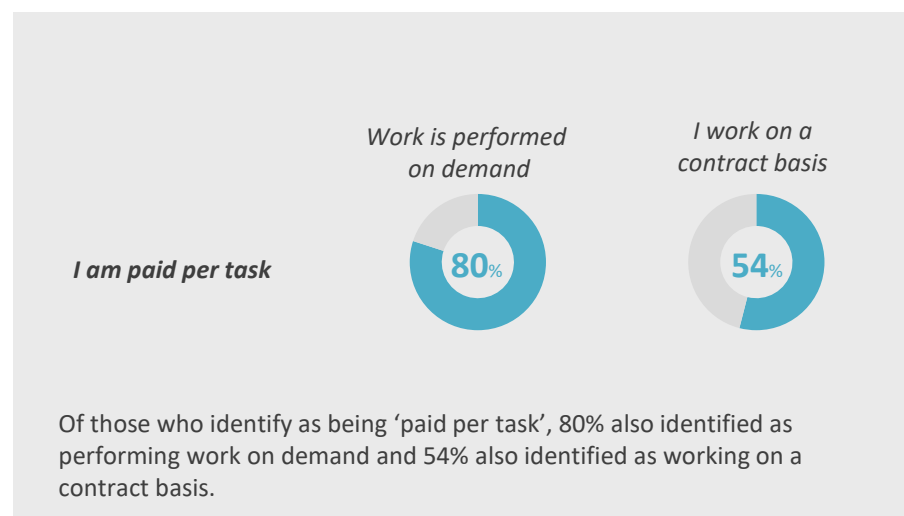 Work is performed
on demand
I work on a
contract basis
I am paid per task
80%
54%
Of those who identify as being ‘paid per task’, 80% also identified as
performing work on demand and 54% also identified as working on a
contract basis.